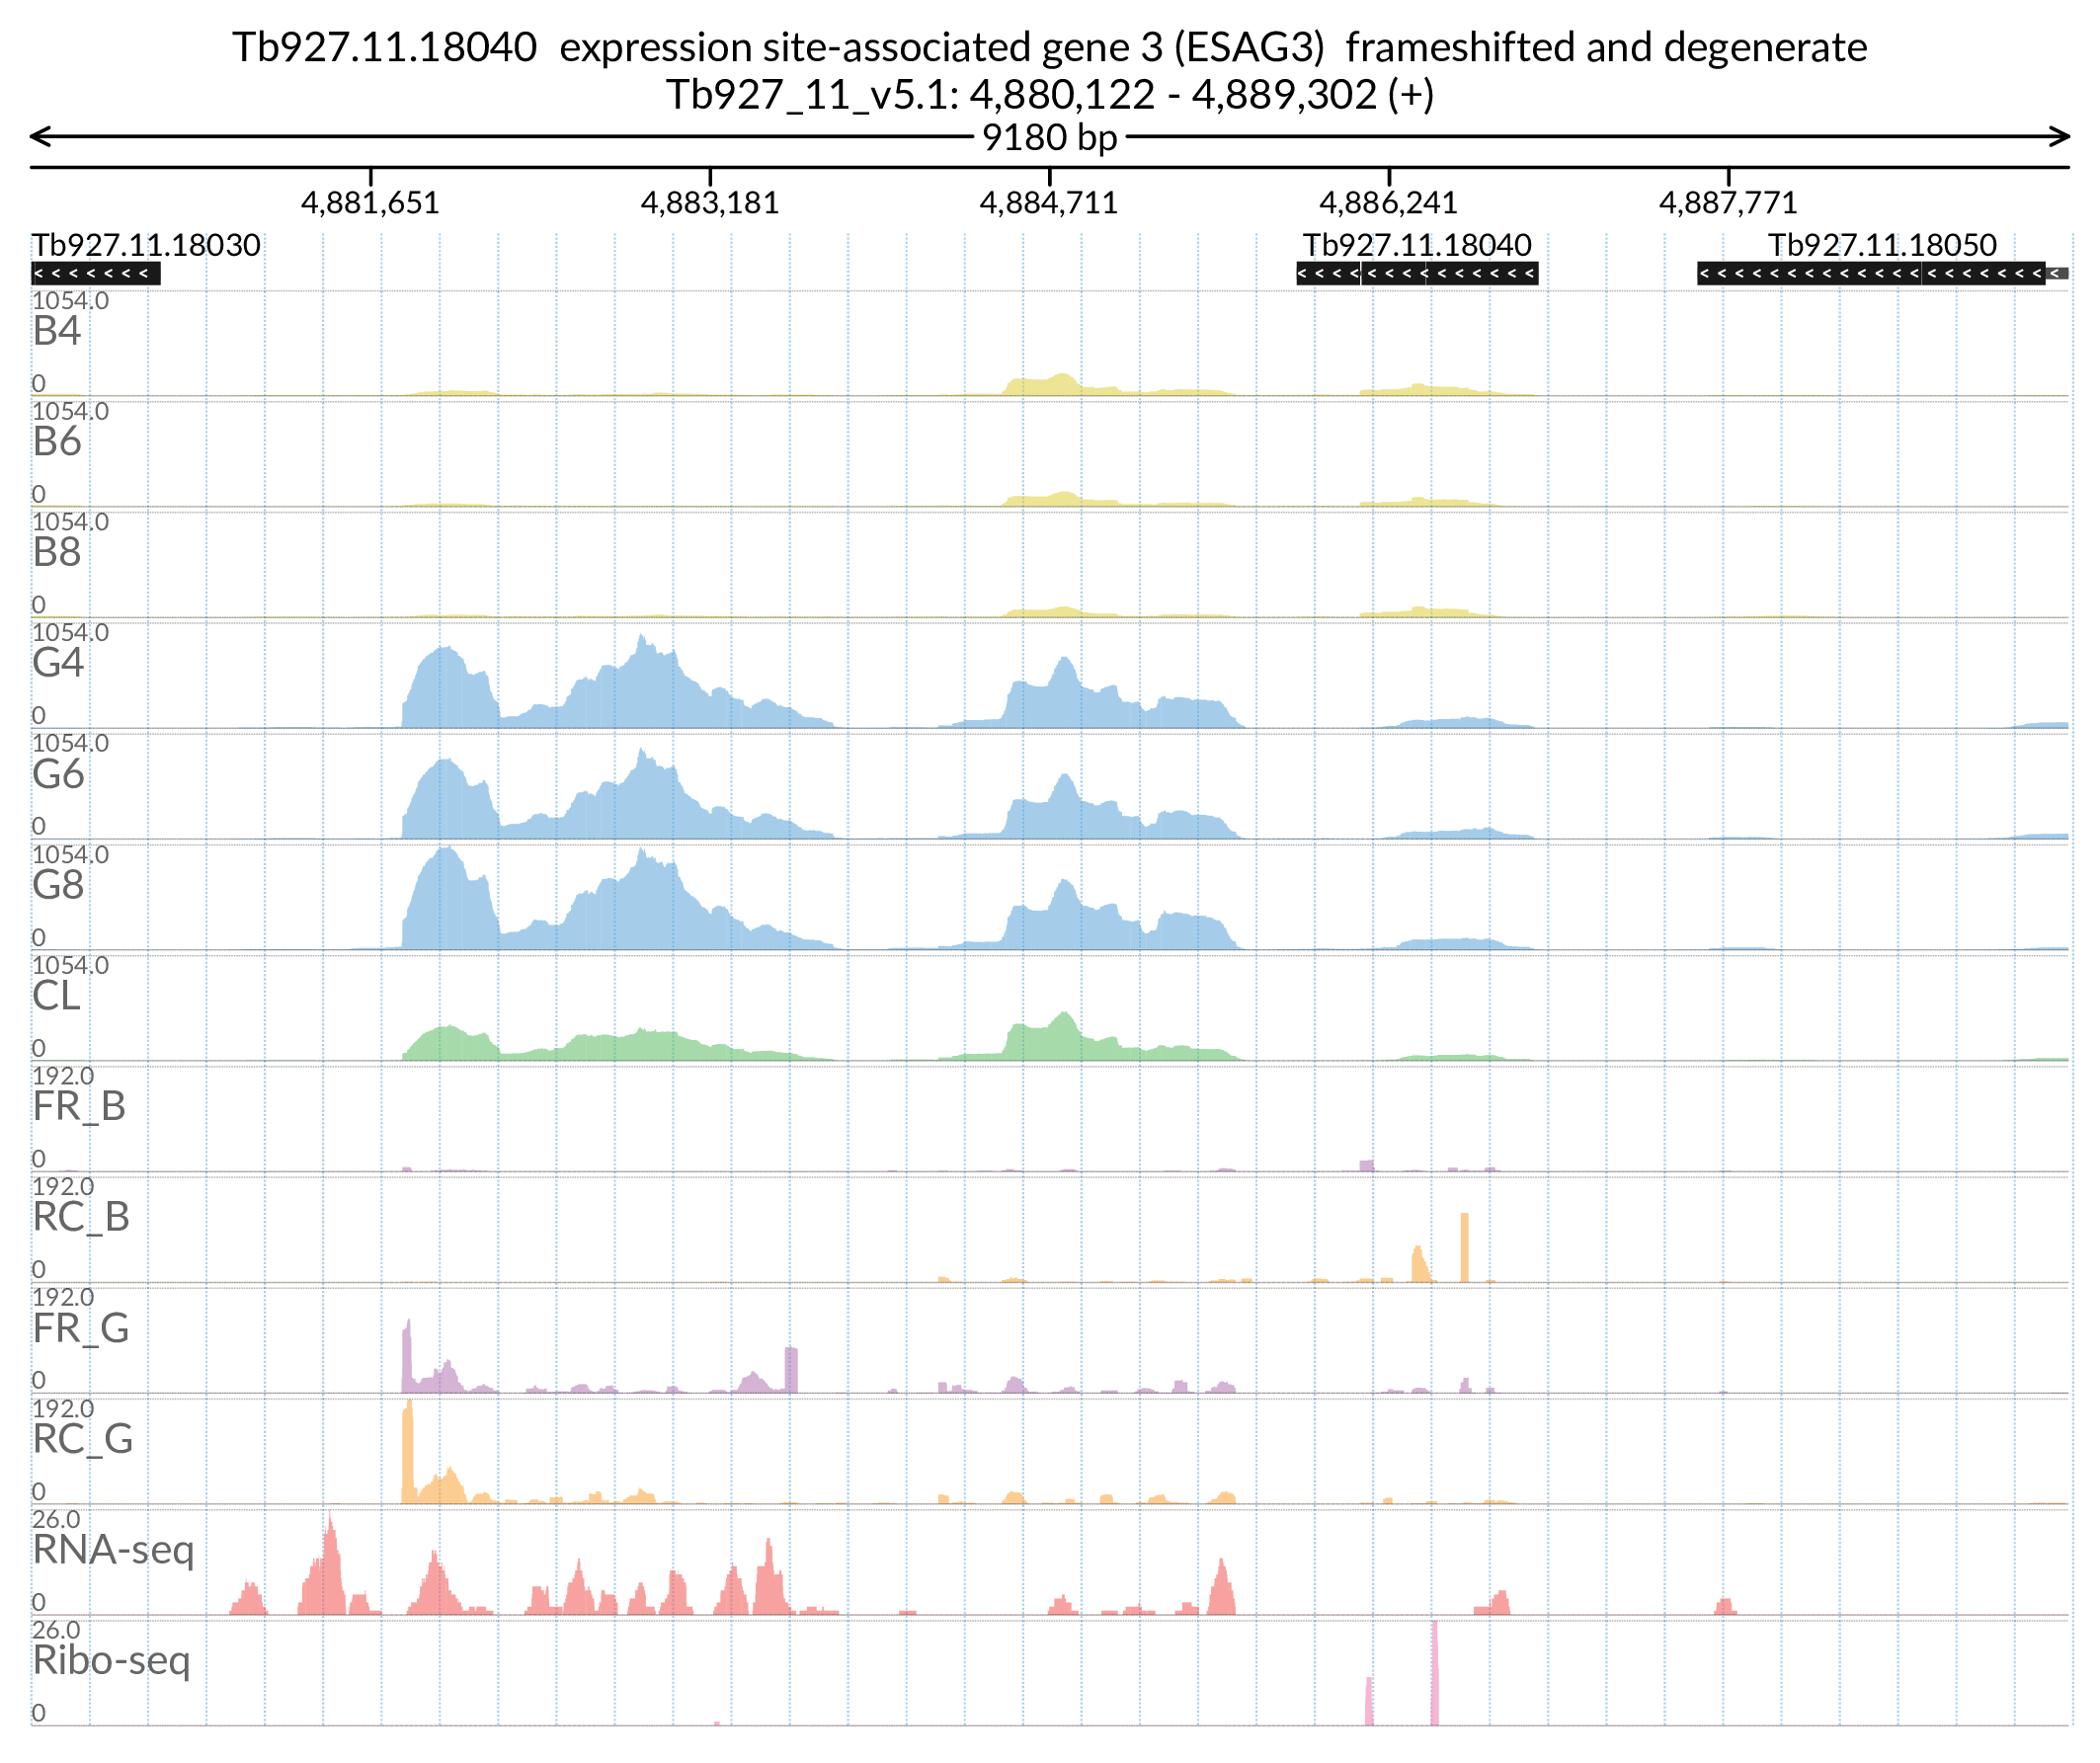 Tb927.11.18040 expression site-associated gene 3 (ESAG3) frameshifted and degenerate
Tb927_11_v5.1: 4,880,122 - 4,889,302 (+)
9180 bp
4,881,651 4,883,181 4,884,711 4,886,241 4,887,771
Tb927.11.18030 Tb927.11.18040 Tb927.11.18050
1054.0
B4
0
1054.0
B6
0
1054.0
B8
0
1054.0
G4
0
1054.0
G6
0
1054.0
G8
0
1054.0
CL
0
192.0
FR_B
0
192.0
RC_B
0
192.0
FR_G
0
192.0
RC_G
0
26.0
RNA-seq
0
26.0
Ribo-seq
0